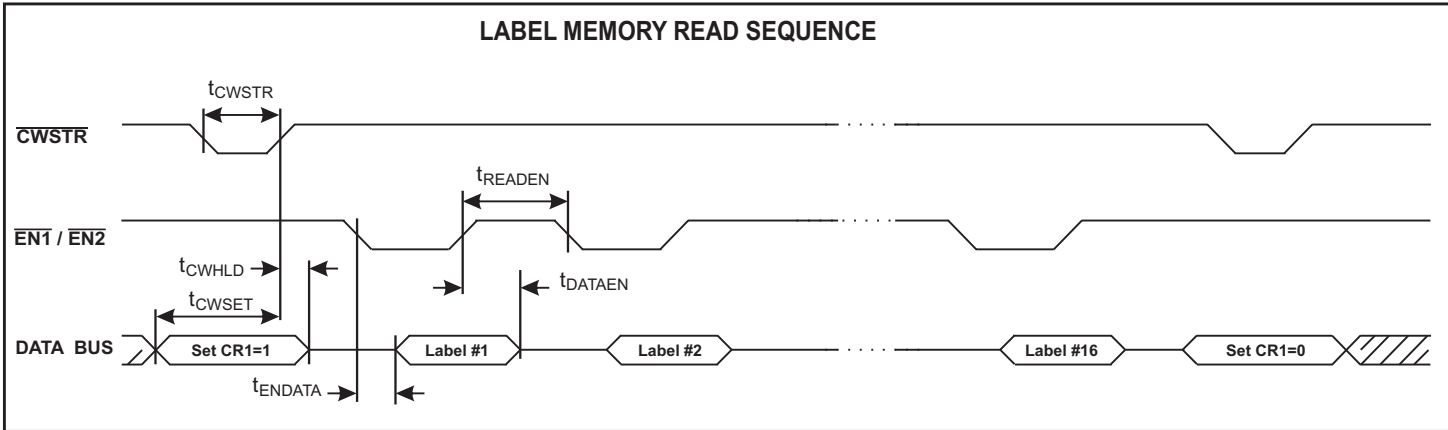 LABEL MEMORY READ SEQUENCE
tCWSTR
CWSTR
tREADEN
EN1 / EN2
tCWHLD
tDATAEN
tCWSET
DATA BUS
Set CR1=1
Label #1
Label #2
Label #16
Set CR1=0
tENDATA